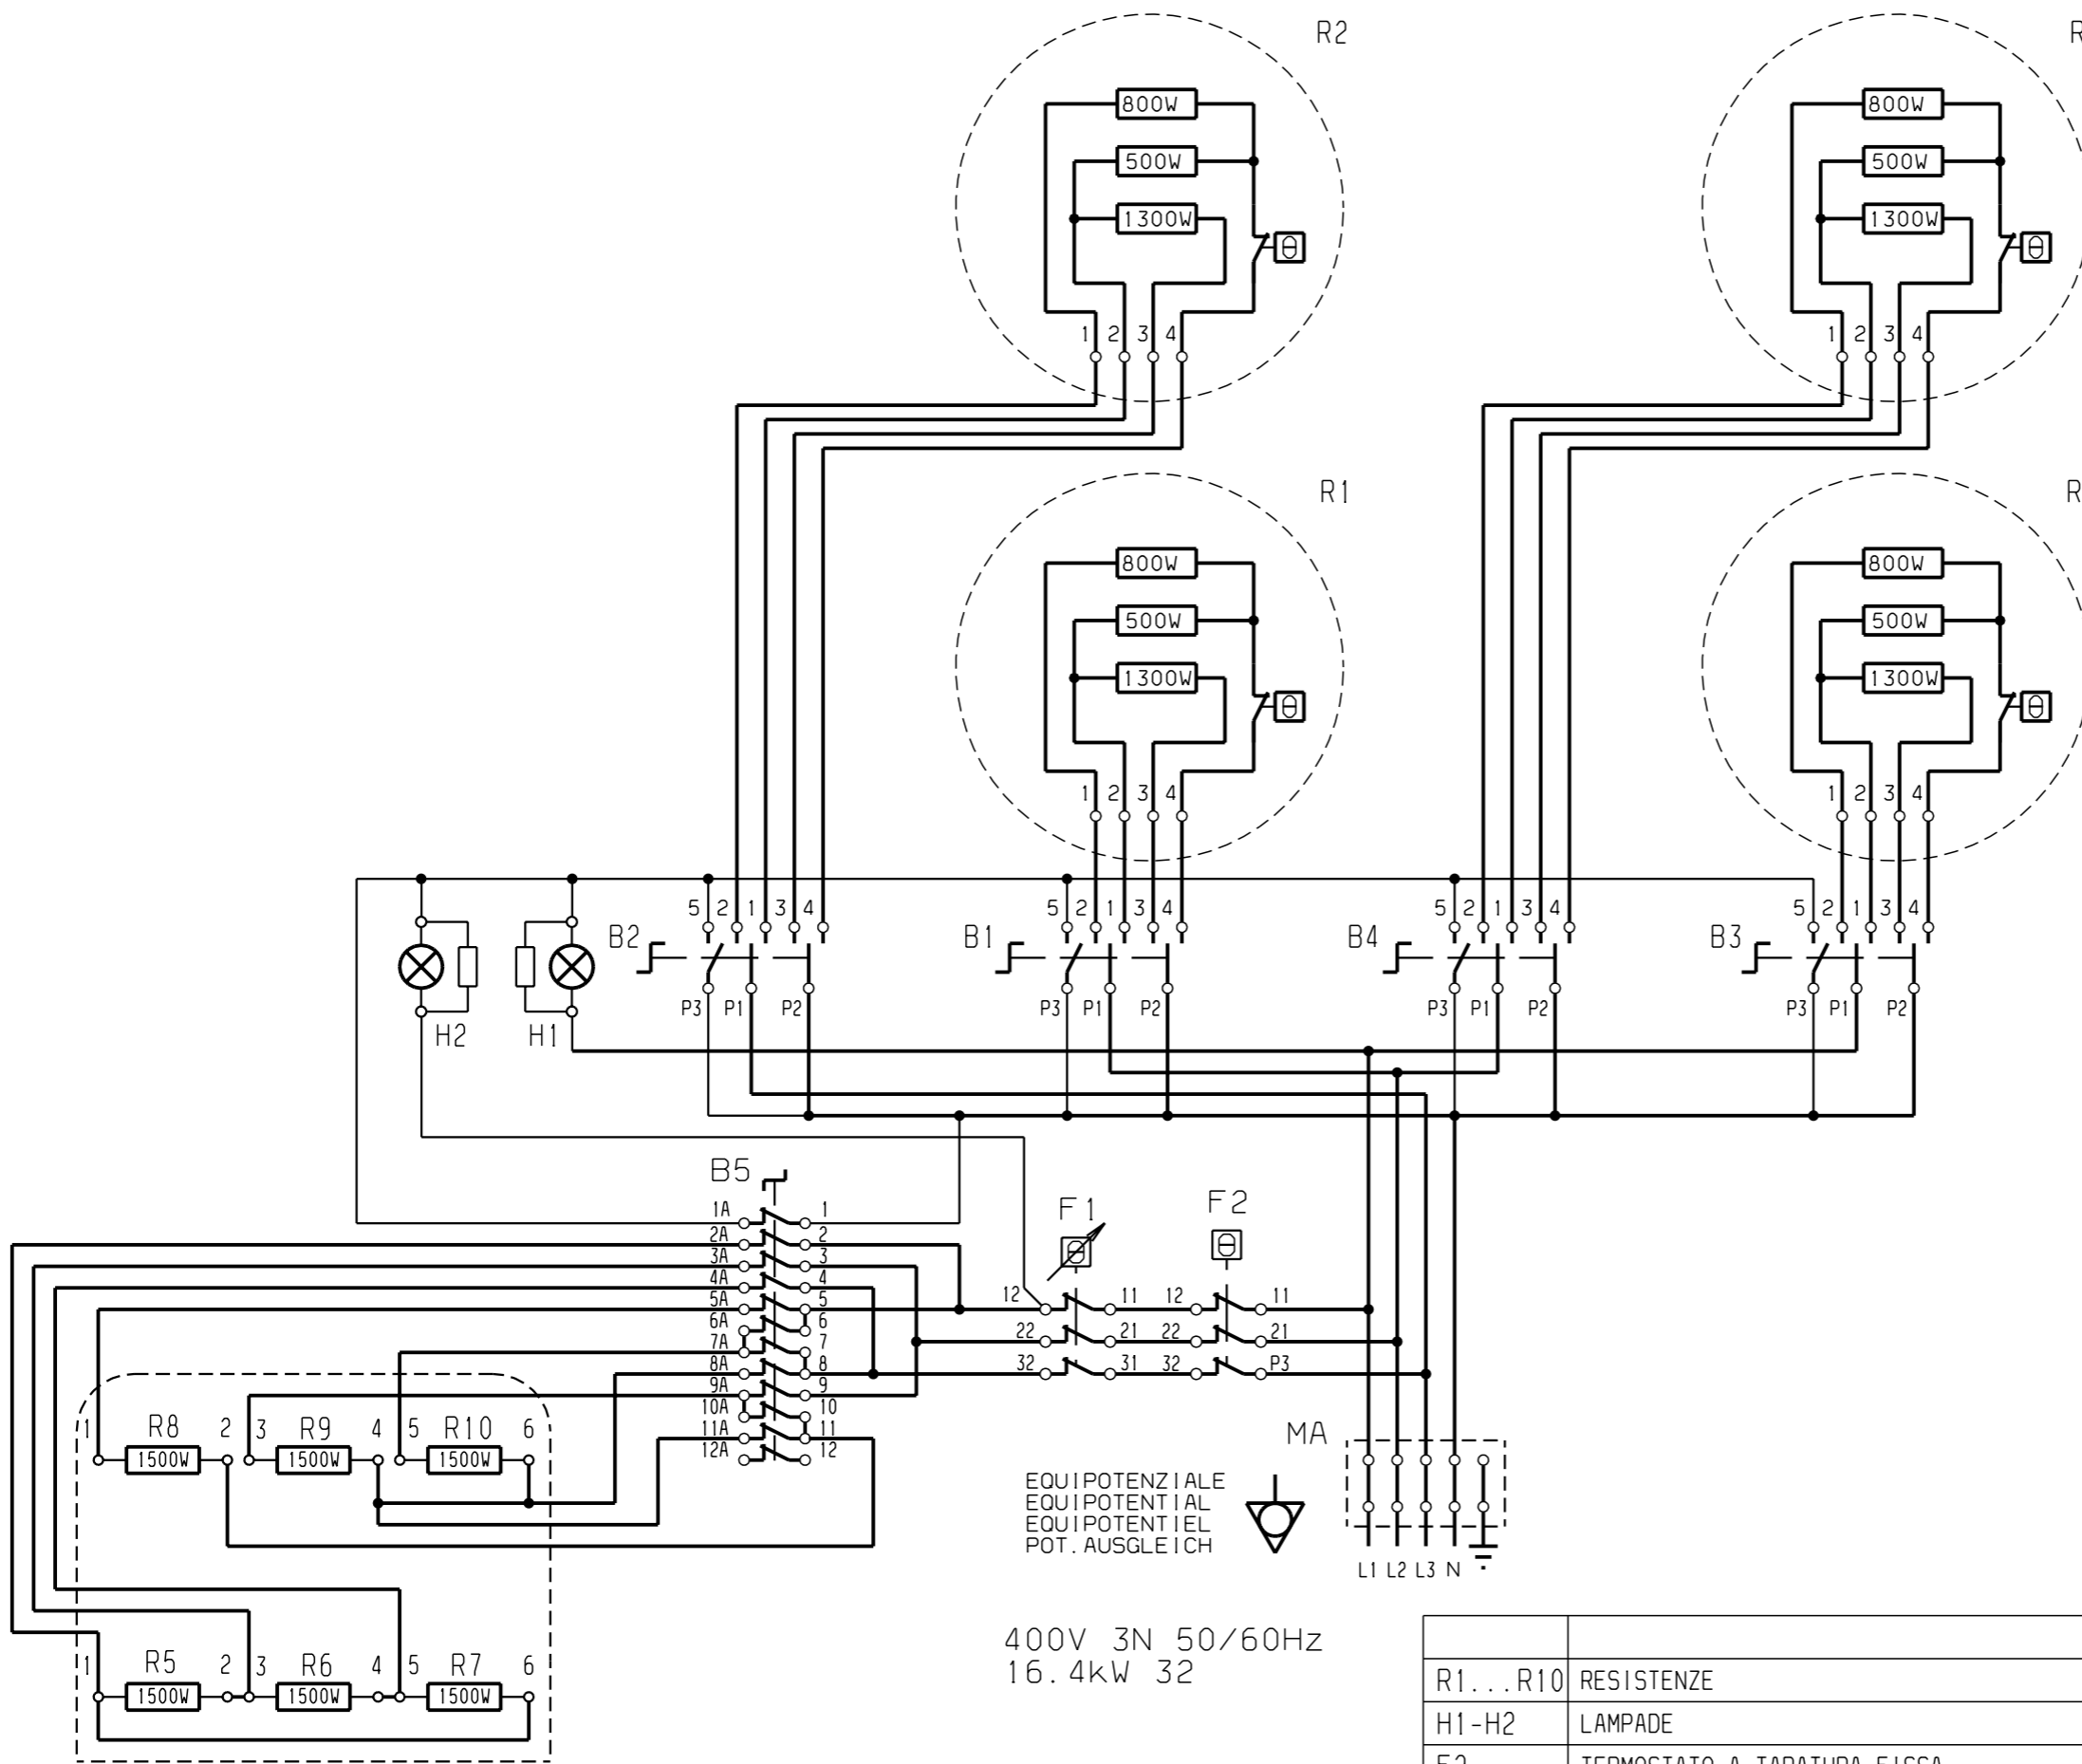 R2
800W
500W
1300W
1 2 3 4
R
800W
500W
1300W
1 2 3 4
R1
800W
500W
1300W
1 2 3 4
R
800W
500W
1300W
1 2 3 4
H2
H1
B2
5 2 1 3 4
P3 P1 P2
B1
5 2 1 3 4
P3 P1 P2
B4
5 2 1 3 4
P3 P1 P2
B3
5 2 1 3 4
P3 P1 P2
B5
1A 1
2A 2
3A 3
4A 4
5A 5
6A 6
7A 7
8A 8
9A 9
10A 10
11A 11
12A 12
F1
F2
12 11 12 11
22 21 22 21
32 31 32 P3
1 R8 2 3 R9 4 5 R10 6
1500W 1500W 1500W
1 R5 2 3 R6 4 5 R7 6
1500W 1500W 1500W
MA
L1 L2 L3 N
EQUIPOTENZIALE
EQUIPOTENTIAL
EQUIPOTENTIEL
POT.AUSGLEICH
400V 3N 50/60Hz
16.4kW 32
R1...R10 RESISTENZE
H1-H2 LAMPADE
F2 TERMOSTATO A TARATURA FISSA